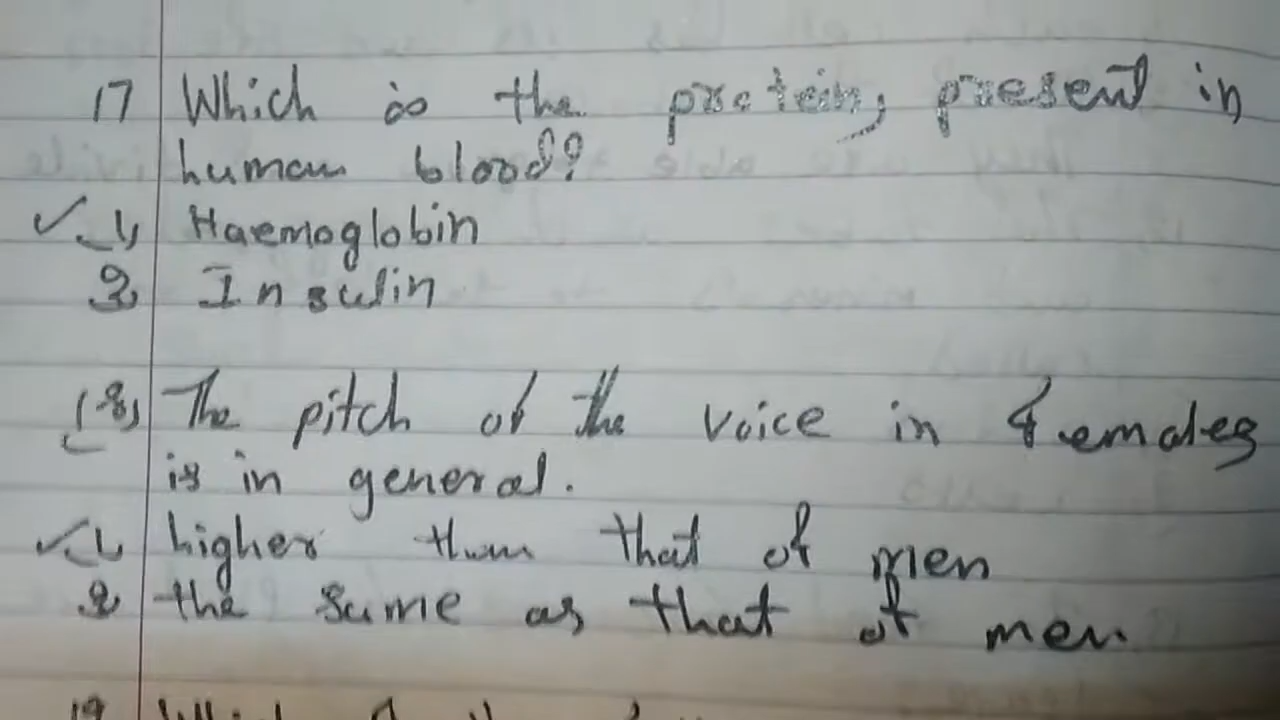 17 Which is the protein, present in
human blood?
✓ 1, Haemoglobin
2, Insulin
18, The pitch of the voice in females
is in general.
✓ 1, higher than that of men
2 the same as that of men.
19